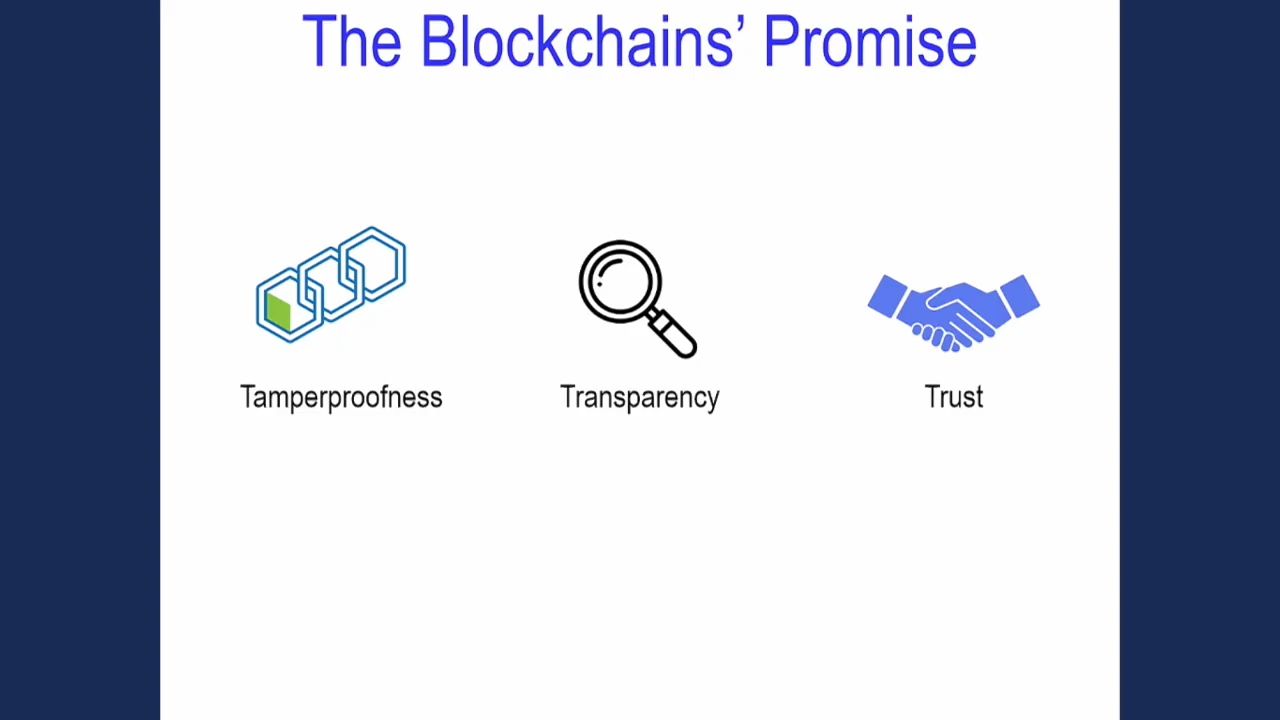 The Blockchains’ Promise
Tamperproofness
Transparency
Trust